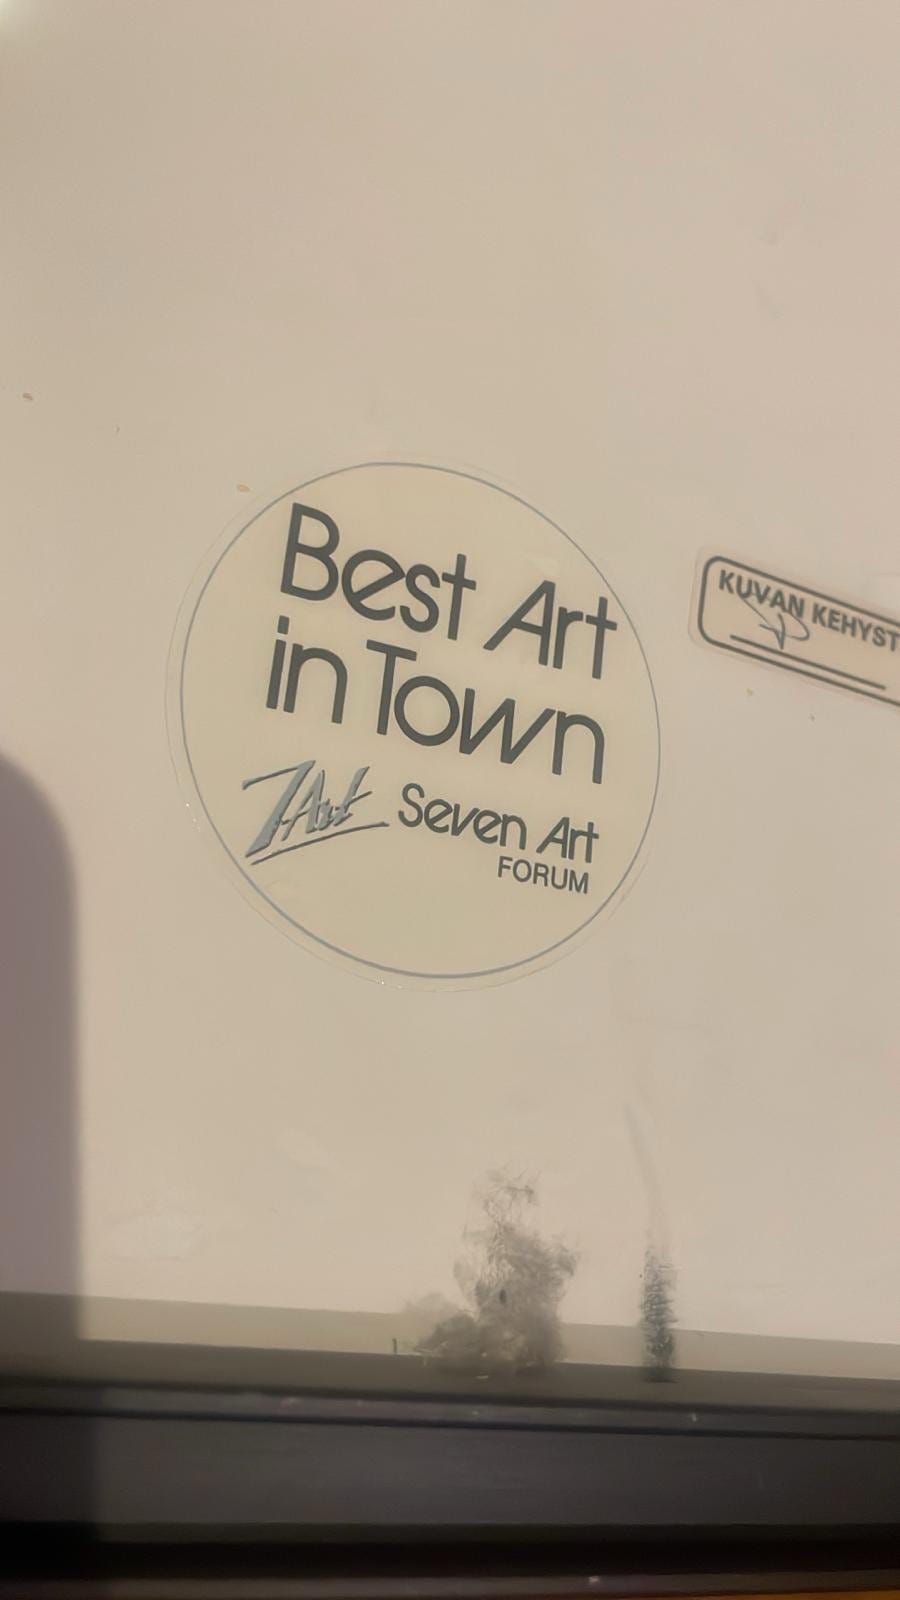 Best Art
in Town
7Art Seven Art
FORUM
KUVAN KEHYST